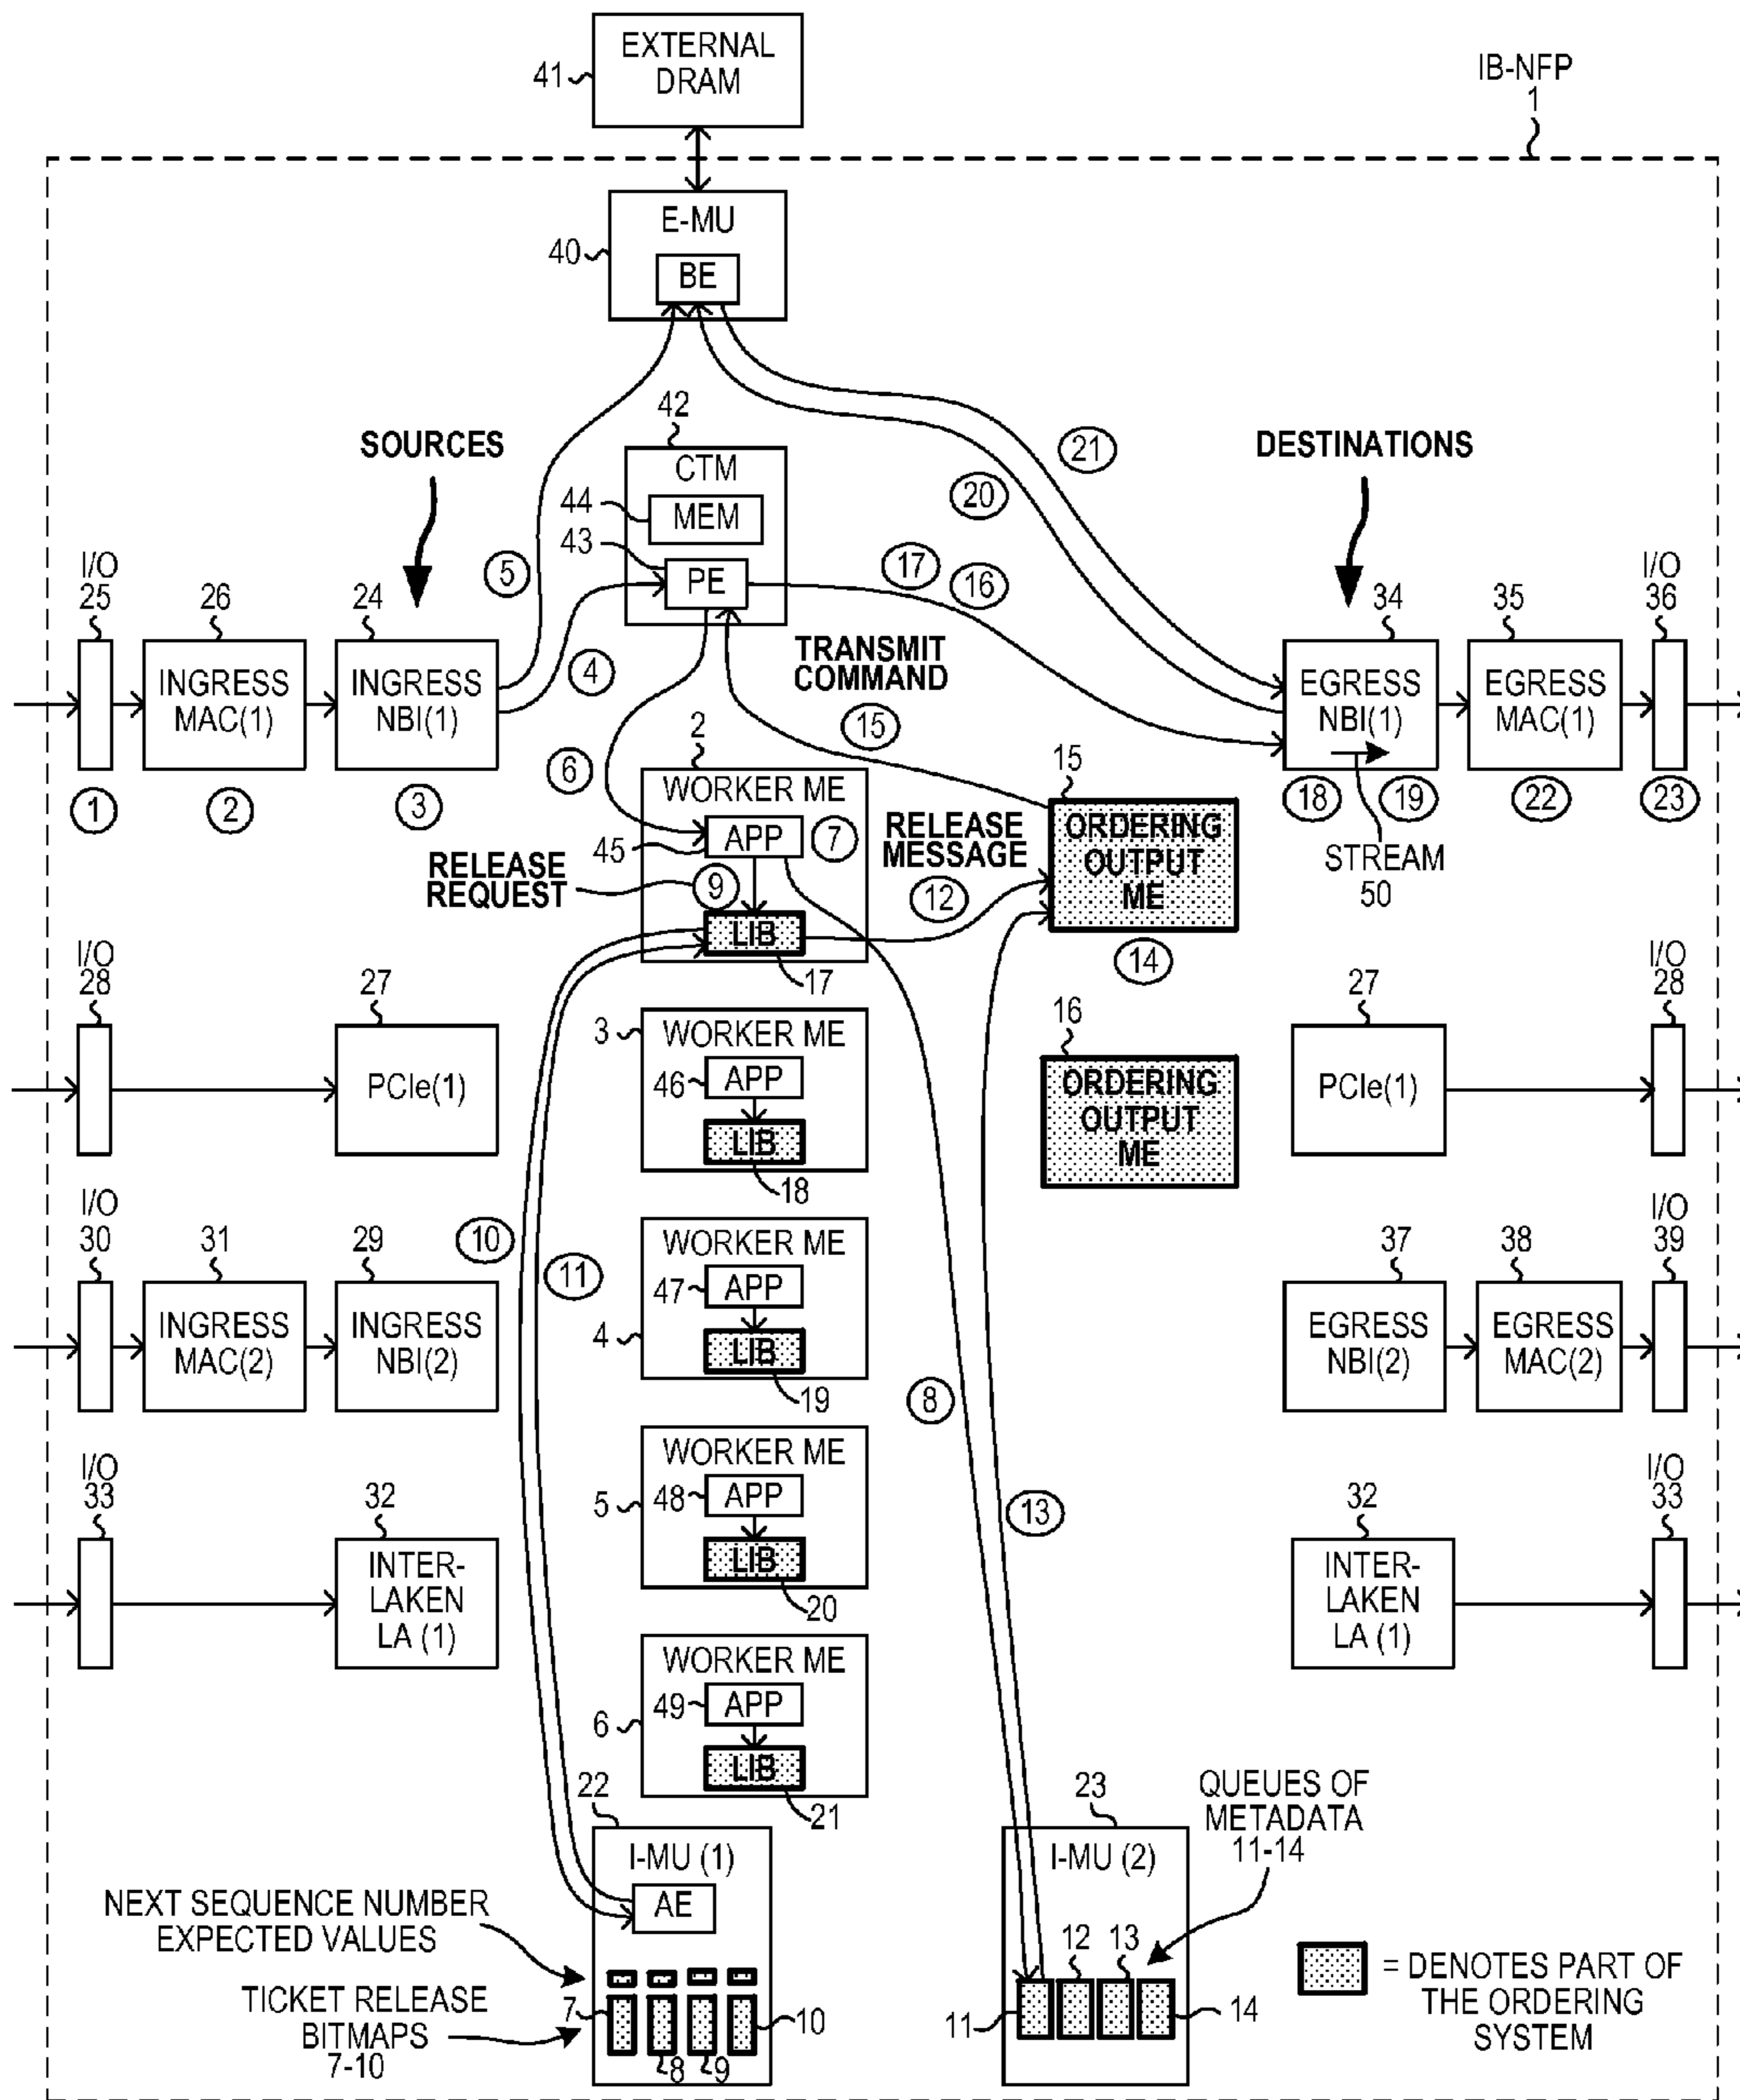 EXTERNAL
DRAM
41
IB-NFP
1
E-MU
40
BE
42
CTM
44
MEM
43
PE
SOURCES
DESTINATIONS
21
20
5
17
16
4
I/O
25
26
24
INGRESS
MAC(1)
INGRESS
NBI(1)
1
2
3
TRANSMIT
COMMAND
15
34
35
I/O
36
EGRESS
NBI(1)
EGRESS
MAC(1)
18
19
22
23
STREAM
50
6
2
WORKER ME
APP
7
45
RELEASE
REQUEST
9
LIB
17
RELEASE
MESSAGE
12
15
ORDERING
OUTPUT
ME
14
I/O
28
27
PCIe(1)
3
WORKER ME
46
APP
LIB
18
16
ORDERING
OUTPUT
ME
27
PCIe(1)
I/O
28
I/O
30
31
29
INGRESS
MAC(2)
INGRESS
NBI(2)
10
11
WORKER ME
47
APP
4
LIB
19
8
37
38
I/O
39
EGRESS
NBI(2)
EGRESS
MAC(2)
I/O
33
32
INTER-
LAKEN
LA (1)
WORKER ME
5
48
APP
LIB
20
13
32
INTER-
LAKEN
LA (1)
I/O
33
WORKER ME
49
APP
6
LIB
21
22
I-MU (1)
AE
NEXT SEQUENCE NUMBER
EXPECTED VALUES
TICKET RELEASE
BITMAPS
7-10
7
8
9
10
23
I-MU (2)
QUEUES OF
METADATA
11-14
12
13
11
14
= DENOTES PART OF
THE ORDERING
SYSTEM